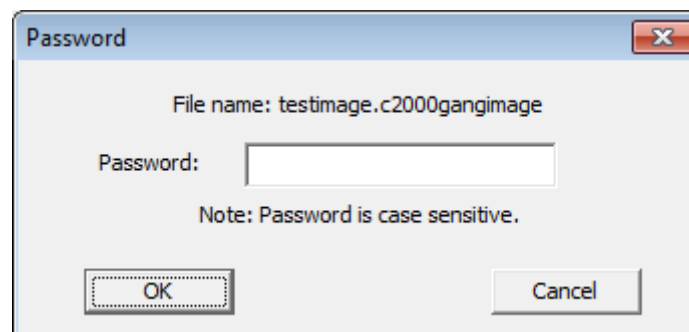 Password
File name: testimage.c2000gangimage
Password:
Note: Password is case sensitive.
OK Cancel